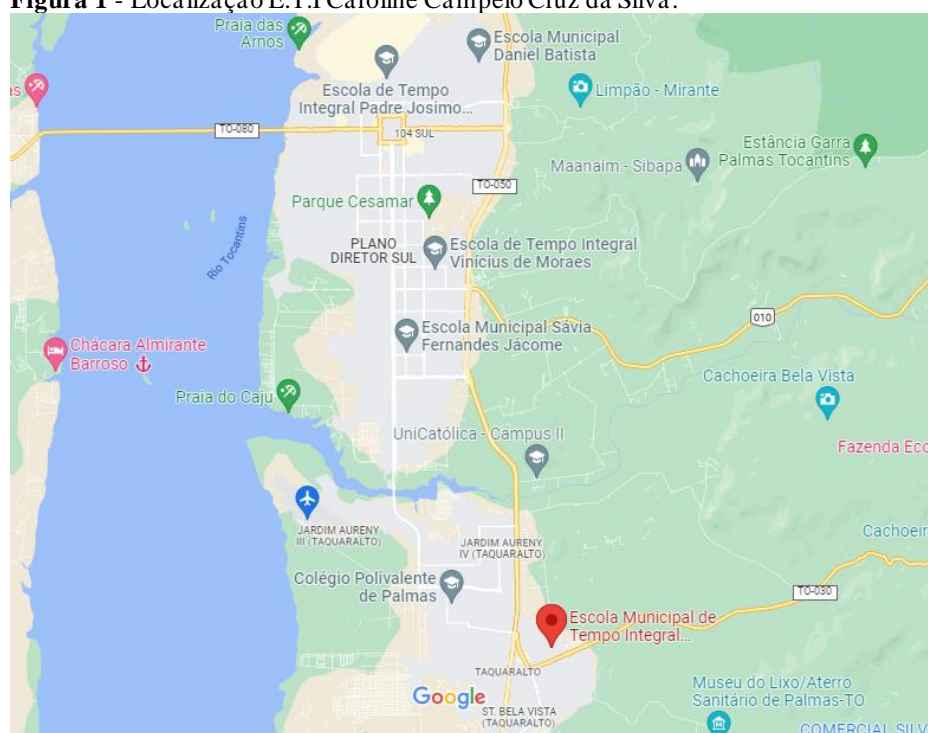 Figura 1 - Localização E.T.I Caroline Campelo Cruz da Silva.
Praia das
Arnos
Escola Municipal
Daniel Batista
as
Escola de Tempo
Integral Padre Josimo...
Limpão - Mirante
TO-080
104 SUL
Estância Garra
Palmas Tocantins
Maanaim - Sibapa
TO-050
Parque Cesamar
PLANO
DIRETOR SUL
Escola de Tempo Integral
Vinícius de Moraes
Rio Tocantins
010
Escola Municipal Sávia
Fernandes Jácome
Chácara Almirante
Barroso
Cachoeira Bela Vista
Praia do Caju
UniCatólica - Campus II
Fazenda Eco
JARDIM AURENY
III (TAQUARALTO)
JARDIM AURENY
IV (TAQUARALTO)
Cachoeir
Colégio Polivalente
de Palmas
TO-030
Escola Municipal de
Tempo Integral...
TAQUARALTO
Museu do Lixo/Aterro
Sanitário de Palmas-TO
Google
ST. BELA VISTA
(TAQUARALTO)
COMERCIAL SILV